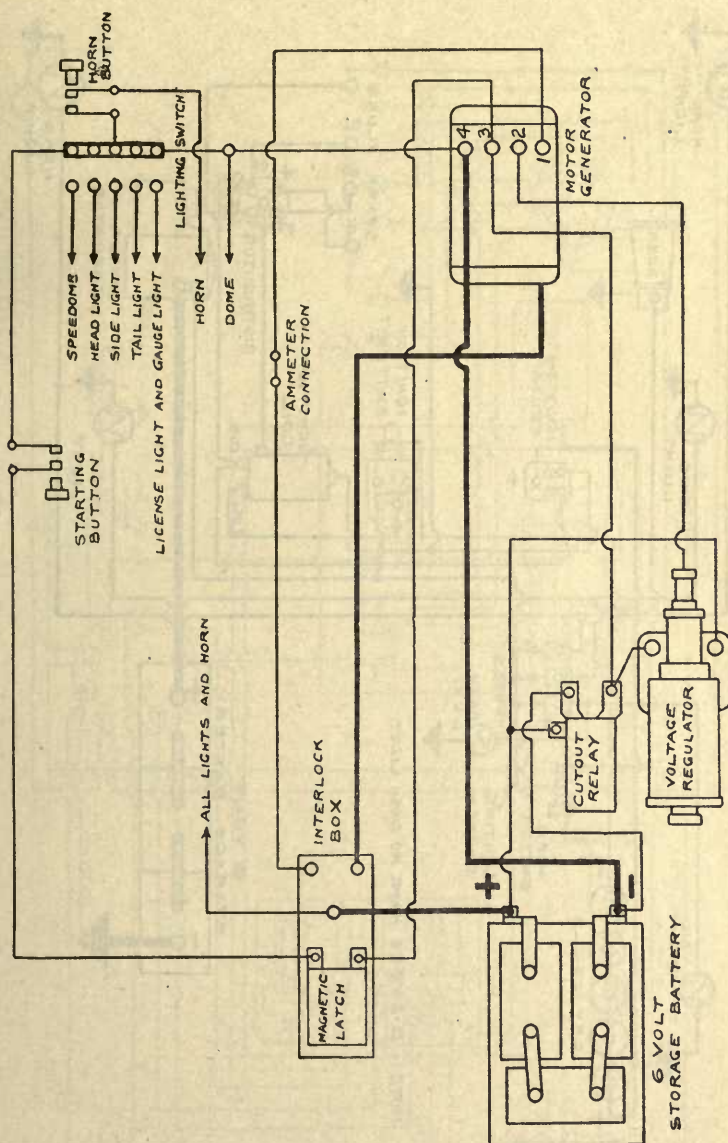 STARTING
BUTTON
HORN
BUTTON
SPEEDOMR
HEAD LIGHT
SIDE LIGHT
TAIL LIGHT
LICENSE LIGHT AND GAUGE LIGHT
LIGHTING SWITCH
HORN
DOME
ALL LIGHTS AND HORN
MAGNETIC
LATCH
INTERLOCK
BOX
AMMETER
CONNECTION
4
3
2
1
MOTOR
GENERATOR
+
-
6 VOLT
STORAGE BATTERY
CUTOUT
RELAY
VOLTAGE
REGULATOR